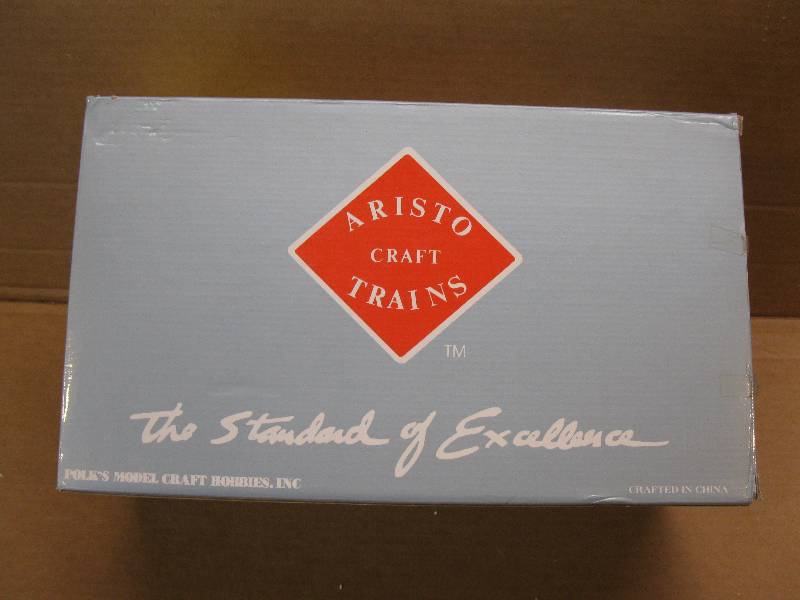 ARISTO
CRAFT
TRAINS
TM
The Standard of Excellence
POLK'S MODEL CRAFT HOBBIES, INC
CRAFTED IN CHINA